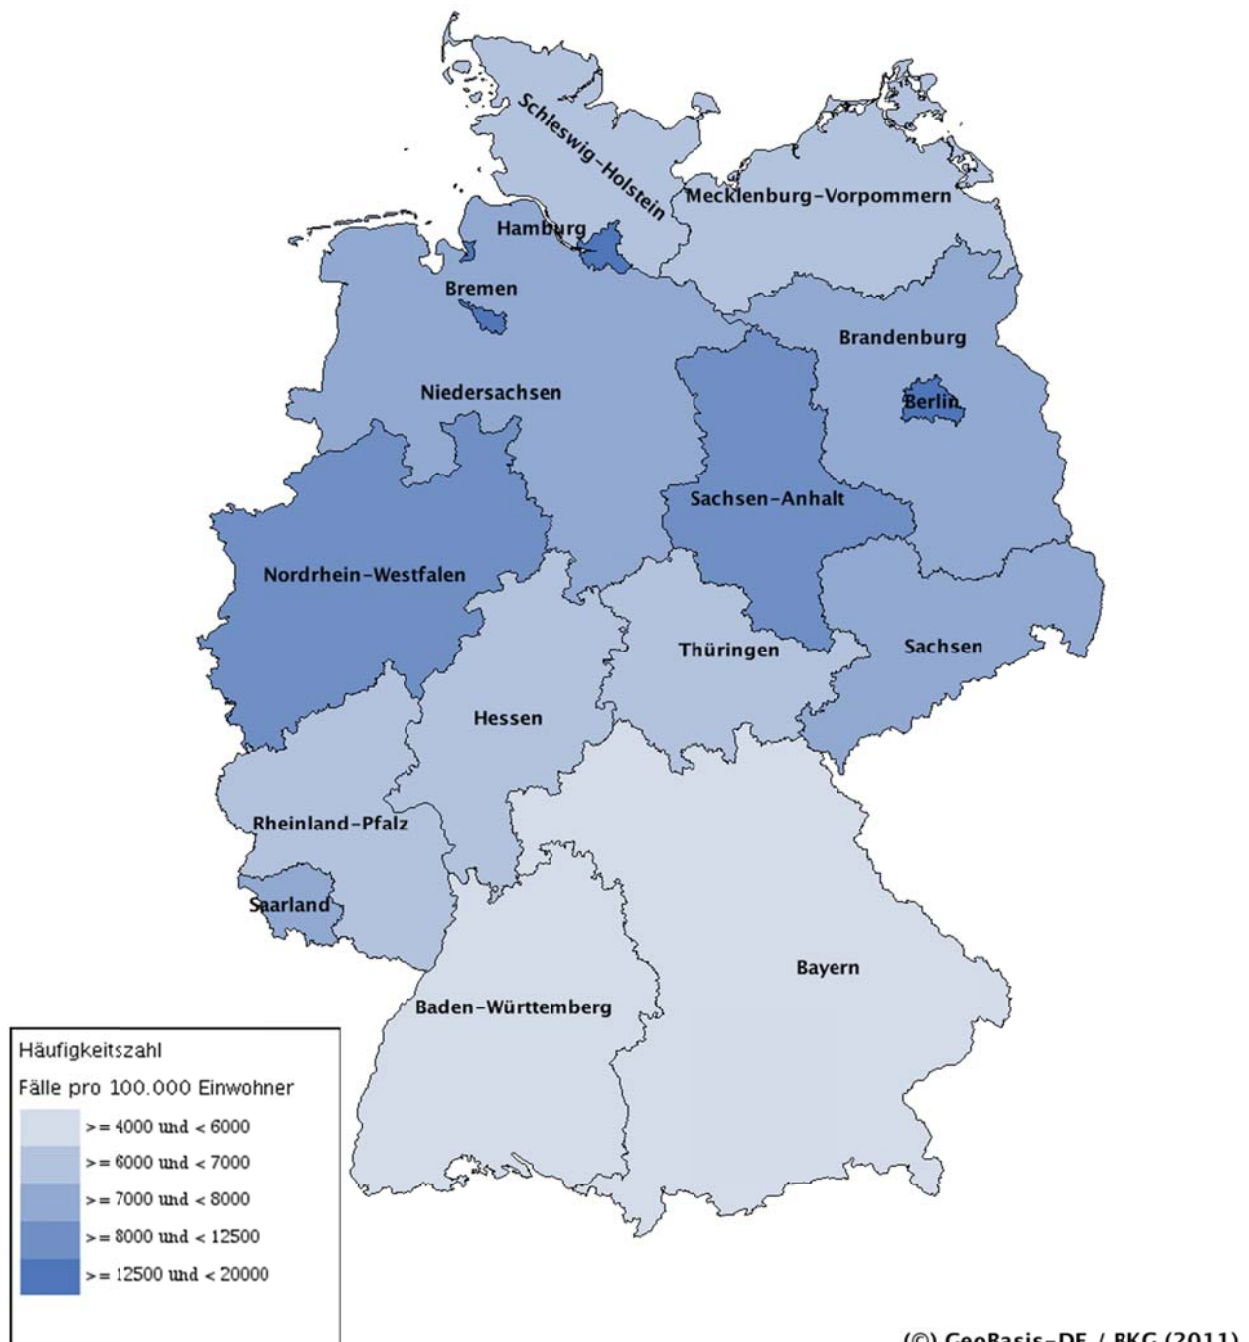 Schleswig-Holstein
Mecklenburg-Vorpommern
Hamburg
Bremen
Brandenburg
Niedersachsen
Berlin
Sachsen-Anhalt
Nordrhein-Westfalen
Thüringen
Sachsen
Hessen
Rheinland-Pfalz
Saarland
Bayern
Baden-Württemberg
Häufigkeitszahl
Fälle pro 100.000 Einwohner
>= 4000 und < 6000
>= 6000 und < 7000
>= 7000 und < 8000
>= 8000 und < 12500
>= 12500 und < 20000
(©) GeoBasis-DE / BKG (2011)